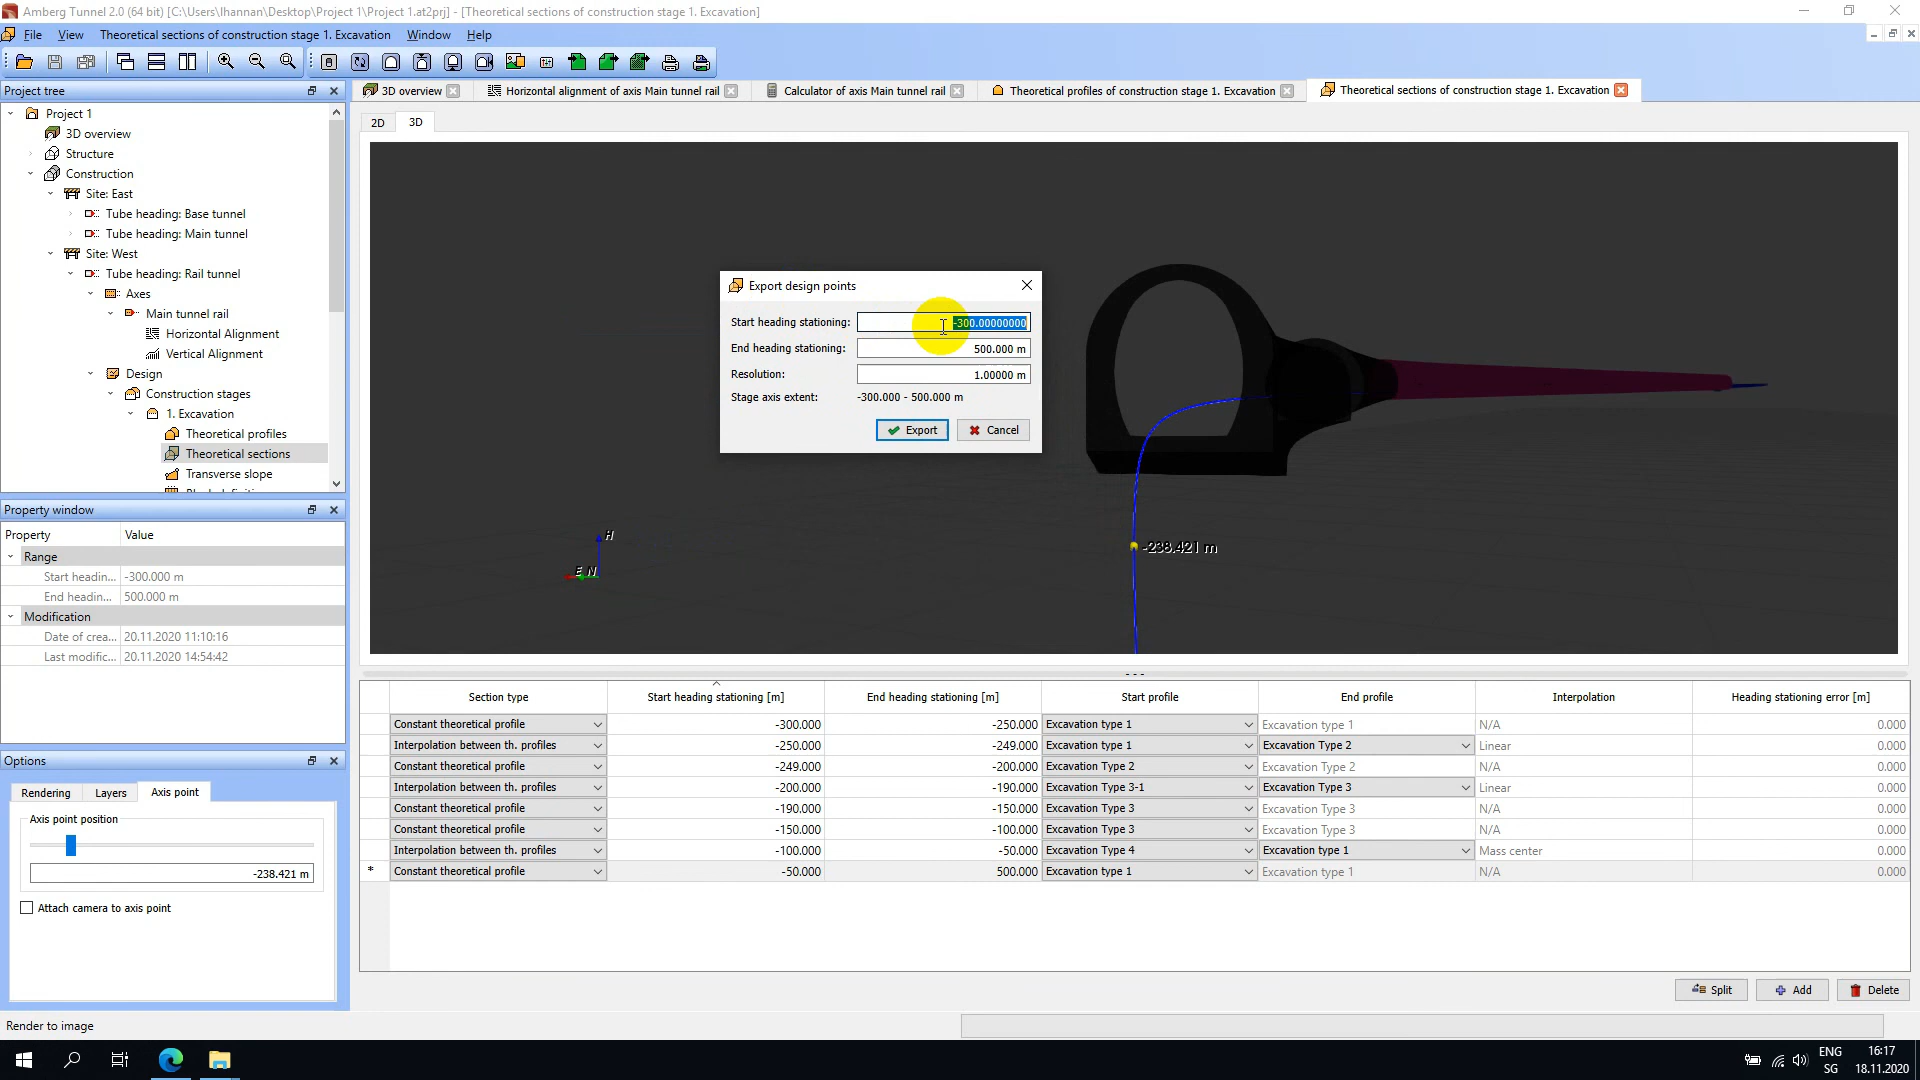 Amberg Tunnel 2.0 (64 bit) [C:\Users\lhannan\Desktop\Project 1\Project 1.at2prj] - [Theoretical sections of construction stage 1. Excavation]
File View Theoretical sections of construction stage 1. Excavation Window Help
Project tree
3D overview
Horizontal alignment of axis Main tunnel rail
Calculator of axis Main tunnel rail
Theoretical profiles of construction stage 1. Excavation
Theoretical sections of construction stage 1. Excavation
Project 1
3D overview
Structure
Construction
Site: East
Tube heading: Base tunnel
Tube heading: Main tunnel
Site: West
Tube heading: Rail tunnel
Axes
Main tunnel rail
Horizontal Alignment
Vertical Alignment
Design
Construction stages
1. Excavation
Theoretical profiles
Theoretical sections
Transverse slope
2D 3D
Export design points
Start heading stationing: -300.00000000
End heading stationing: 500.000 m
Resolution: 1.00000 m
Stage axis extent: -300.000 - 500.000 m
Export Cancel
H
E N
-238.421 m
Property window
Property Value
Range
Start headin... -300.000 m
End headin... 500.000 m
Modification
Date of crea... 20.11.2020 11:10:16
Last modific... 20.11.2020 14:54:42
Options
Rendering Layers Axis point
Axis point position
-238.421 m
Attach camera to axis point
Section type Start heading stationing [m] End heading stationing [m] Start profile End profile Interpolation Heading stationing error [m]
Constant theoretical profile -300.000 -250.000 Excavation type 1 Excavation type 1 N/A 0.000
Interpolation between th. profiles -250.000 -249.000 Excavation type 1 Excavation Type 2 Linear 0.000
Constant theoretical profile -249.000 -200.000 Excavation Type 2 Excavation Type 2 N/A 0.000
Interpolation between th. profiles -200.000 -190.000 Excavation Type 3-1 Excavation Type 3 Linear 0.000
Constant theoretical profile -190.000 -150.000 Excavation Type 3 Excavation Type 3 N/A 0.000
Constant theoretical profile -150.000 -100.000 Excavation Type 3 Excavation Type 3 N/A 0.000
Interpolation between th. profiles -100.000 -50.000 Excavation Type 4 Excavation type 1 Mass center 0.000
* Constant theoretical profile -50.000 500.000 Excavation type 1 Excavation type 1 N/A 0.000
Split Add Delete
Render to image
ENG
SG
16:17
18.11.2020